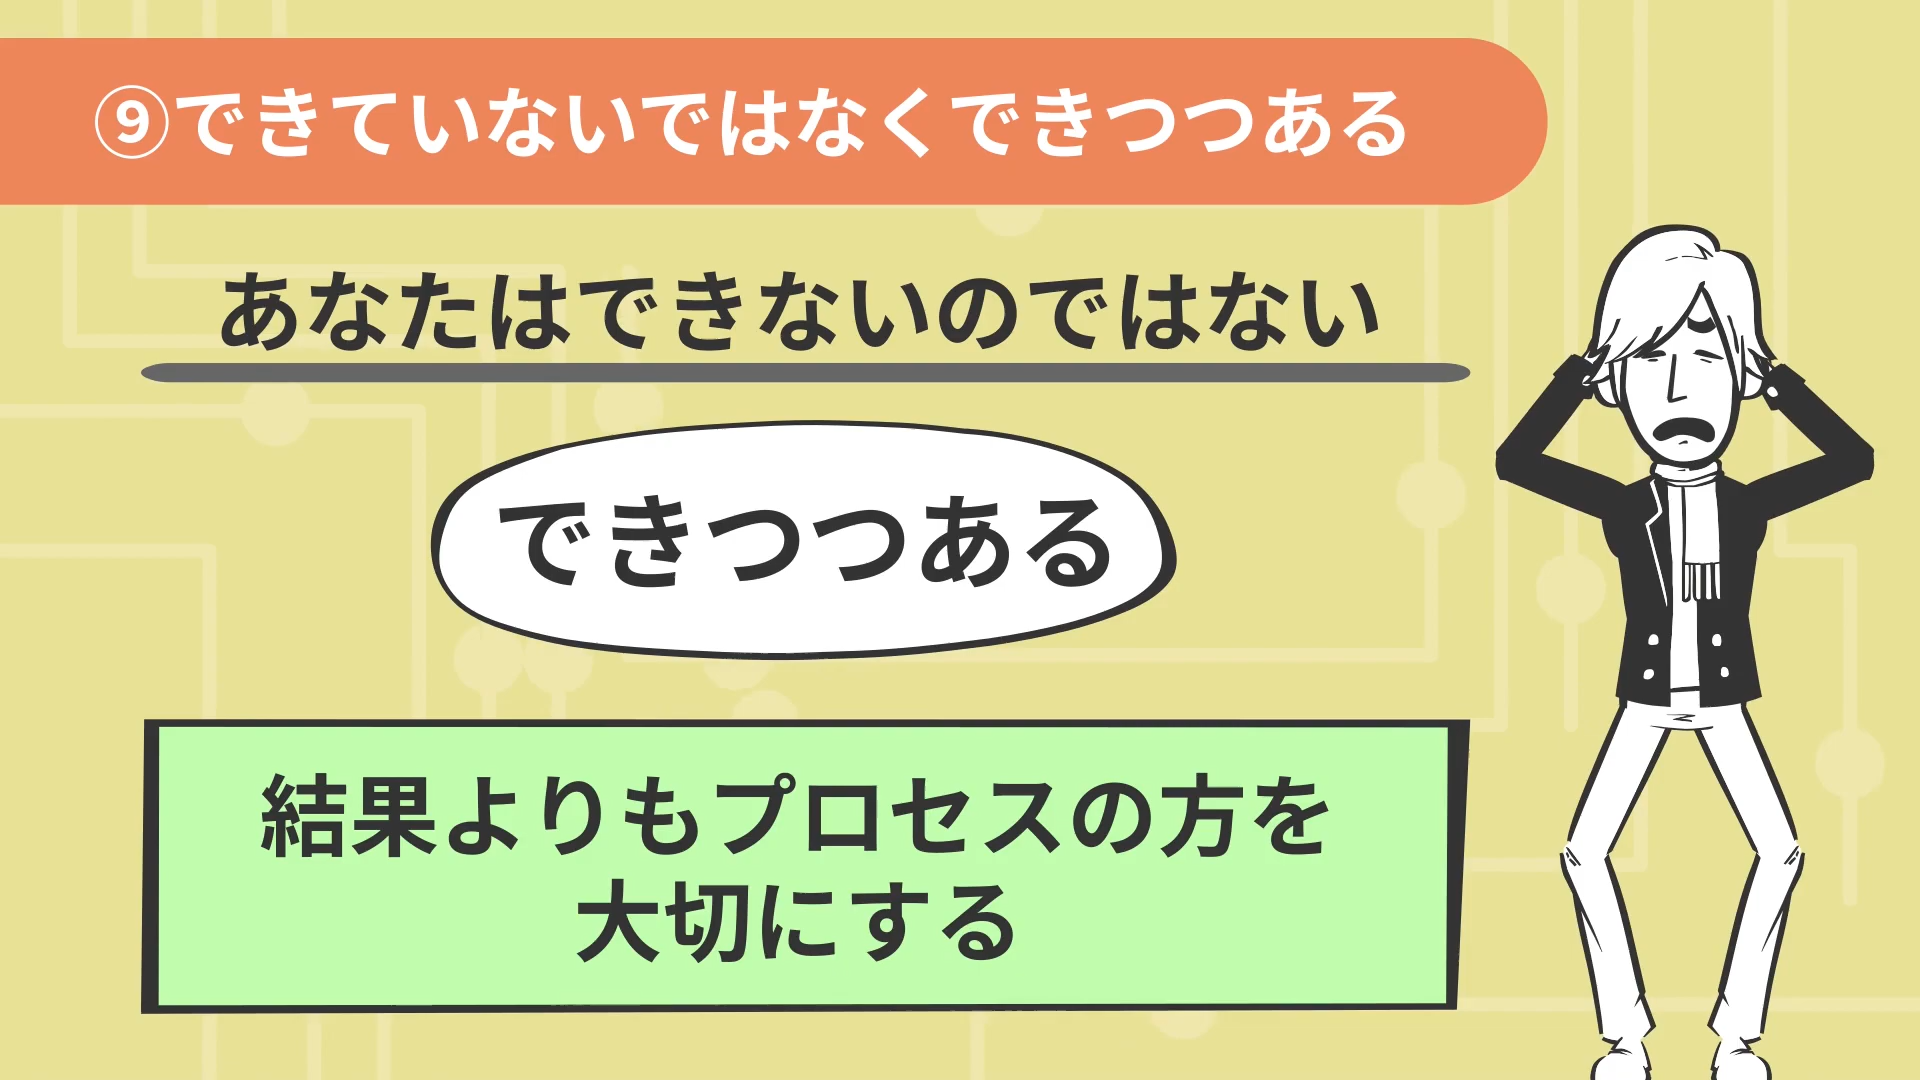 ⑨できていないではなくできつつある
あなたはできないのではない
できつつある
結果よりもプロセスの方を
大切にする